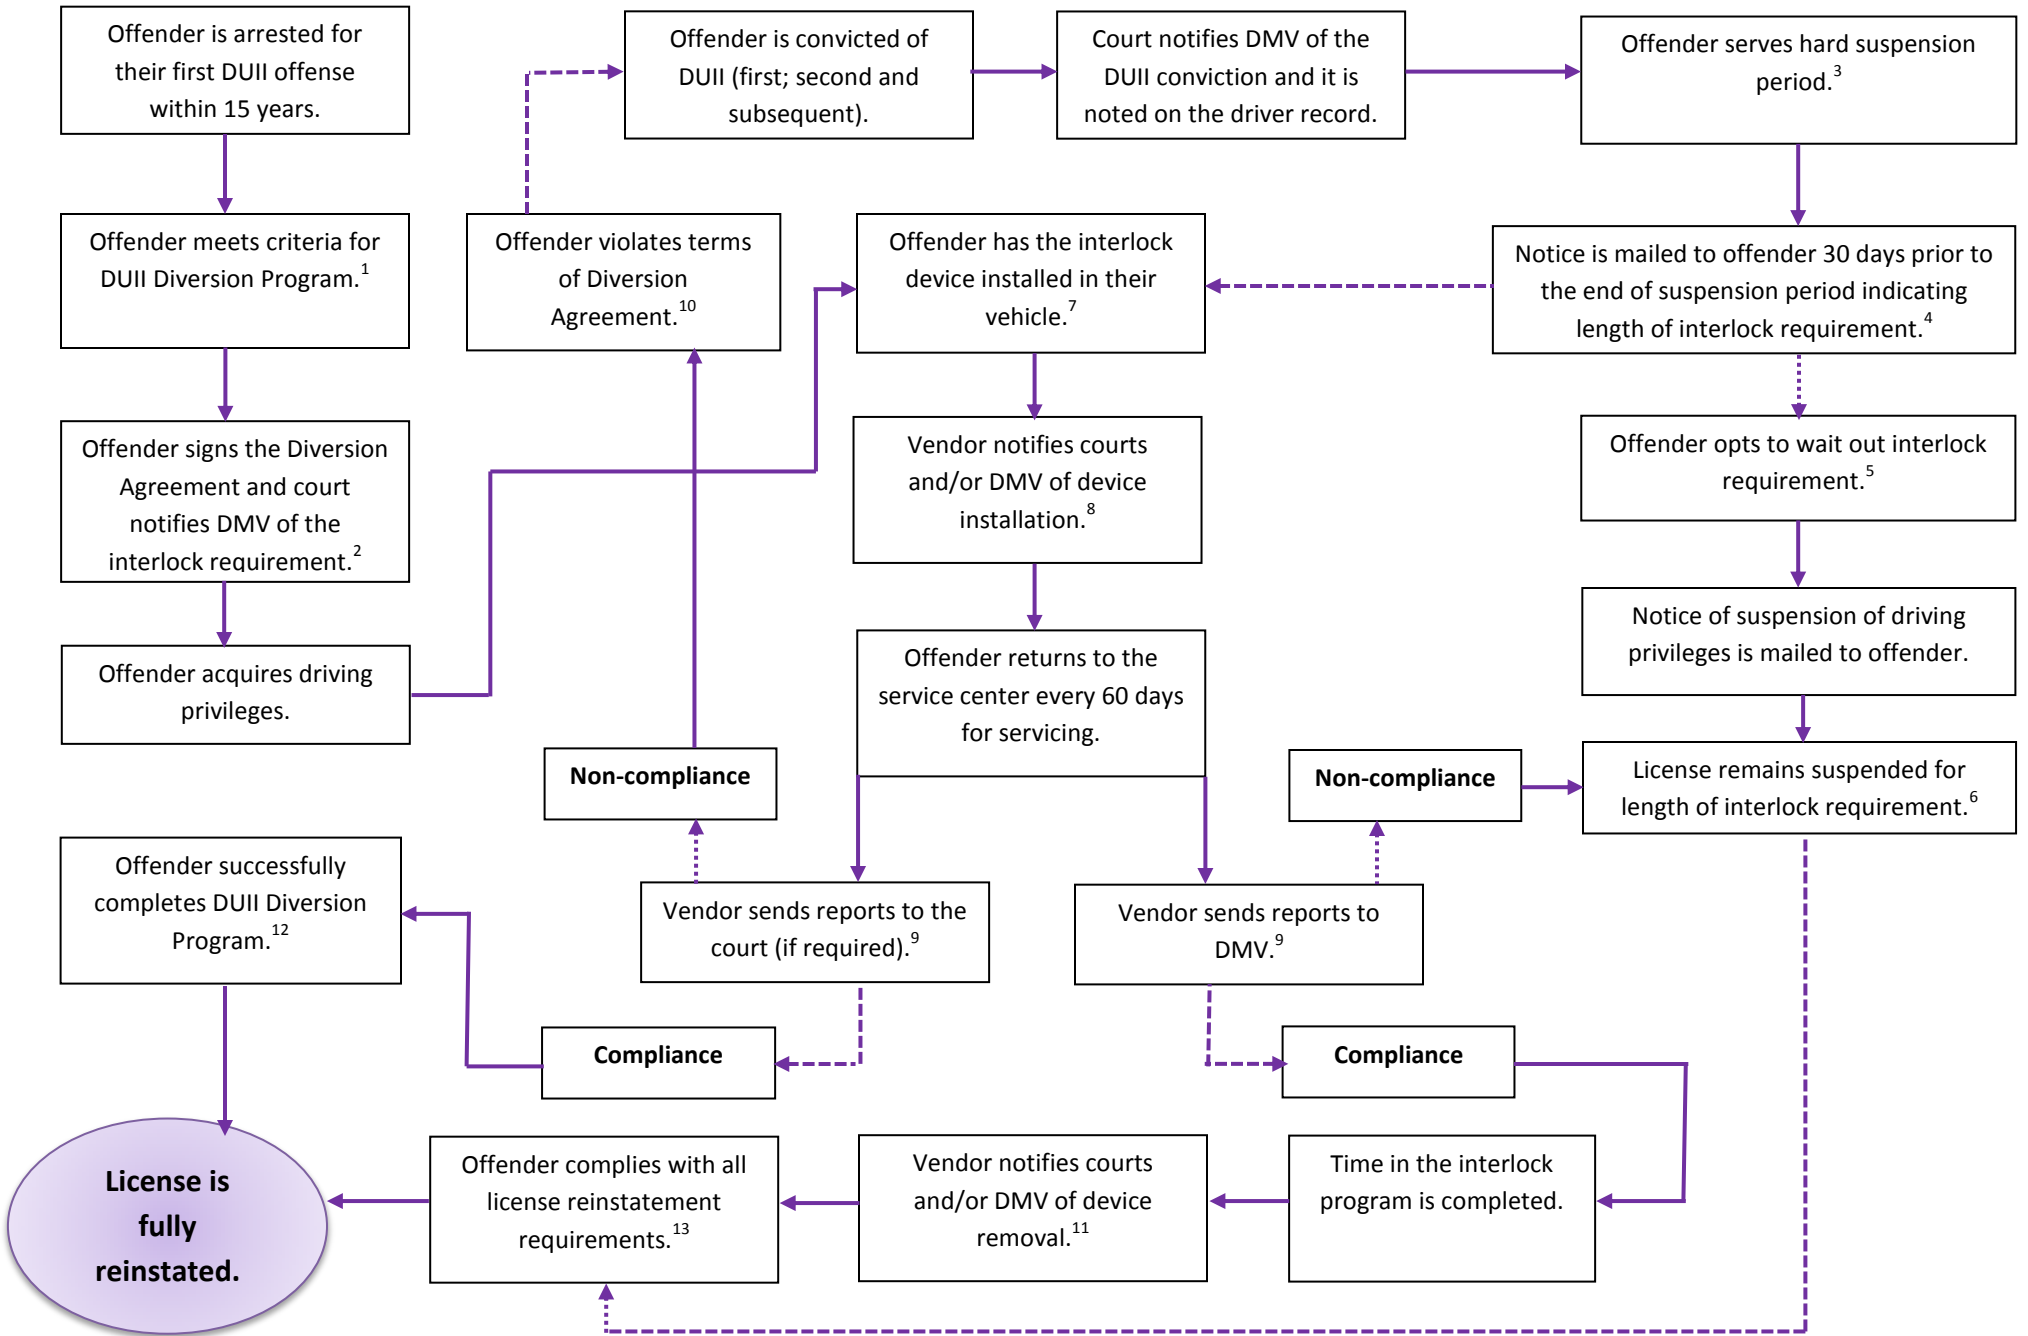 Offender is arrested for
their first DUII offense
within 15 years.
Offender is convicted of
DUII (first; second and
subsequent).
Court notifies DMV of the
DUII conviction and it is
noted on the driver record.
Offender serves hard suspension
period.3
Offender meets criteria for
DUII Diversion Program.1
Offender violates terms
of Diversion
Agreement.10
Offender has the interlock
device installed in their
vehicle.7
Notice is mailed to offender 30 days prior to
the end of suspension period indicating
length of interlock requirement.4
Offender signs the Diversion
Agreement and court
notifies DMV of the
interlock requirement.2
Vendor notifies courts
and/or DMV of device
installation.8
Offender opts to wait out interlock
requirement.5
Offender acquires driving
privileges.
Offender returns to the
service center every 60 days
for servicing.
Notice of suspension of driving
privileges is mailed to offender.
Non-compliance
Non-compliance
License remains suspended for
length of interlock requirement.6
Offender successfully
completes DUII Diversion
Program.12
Vendor sends reports to the
court (if required).9
Vendor sends reports to
DMV.9
Compliance
Compliance
License is
fully
reinstated.
Offender complies with all
license reinstatement
requirements.13
Vendor notifies courts
and/or DMV of device
removal.11
Time in the interlock
program is completed.